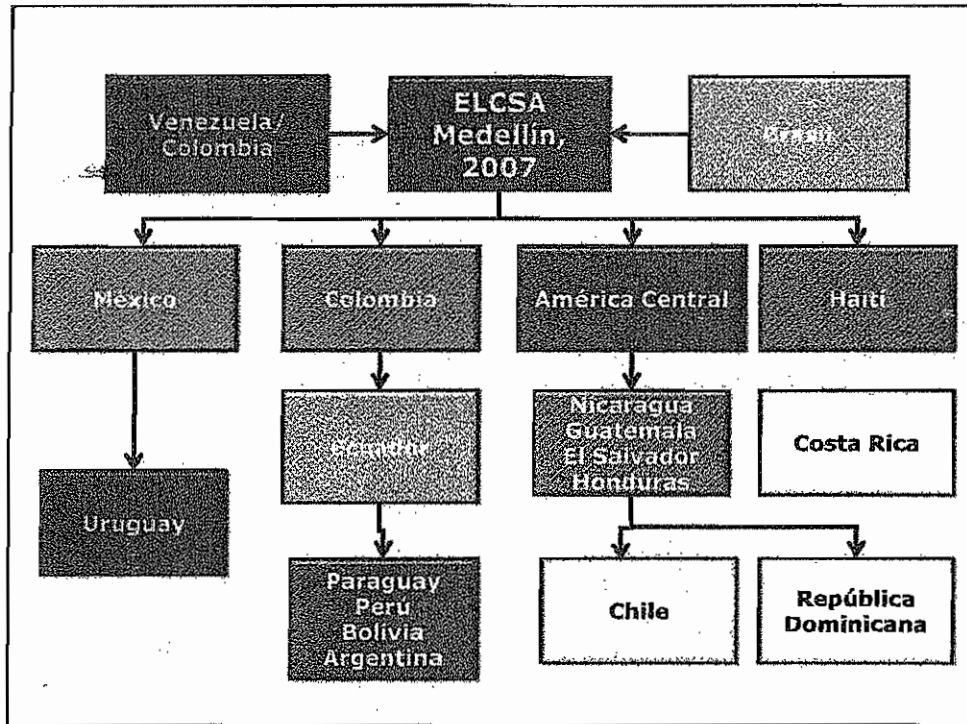 Venezuela/
Colombia
ELCSA
Medellín,
2007
Brasil
México
Colombia
América Central
Haití
Uruguay
Ecuador
Nicaragua
Guatemala
El Salvador
Honduras
Costa Rica
Paraguay
Perú
Bolívia
Argentina
Chile
República
Dominicana